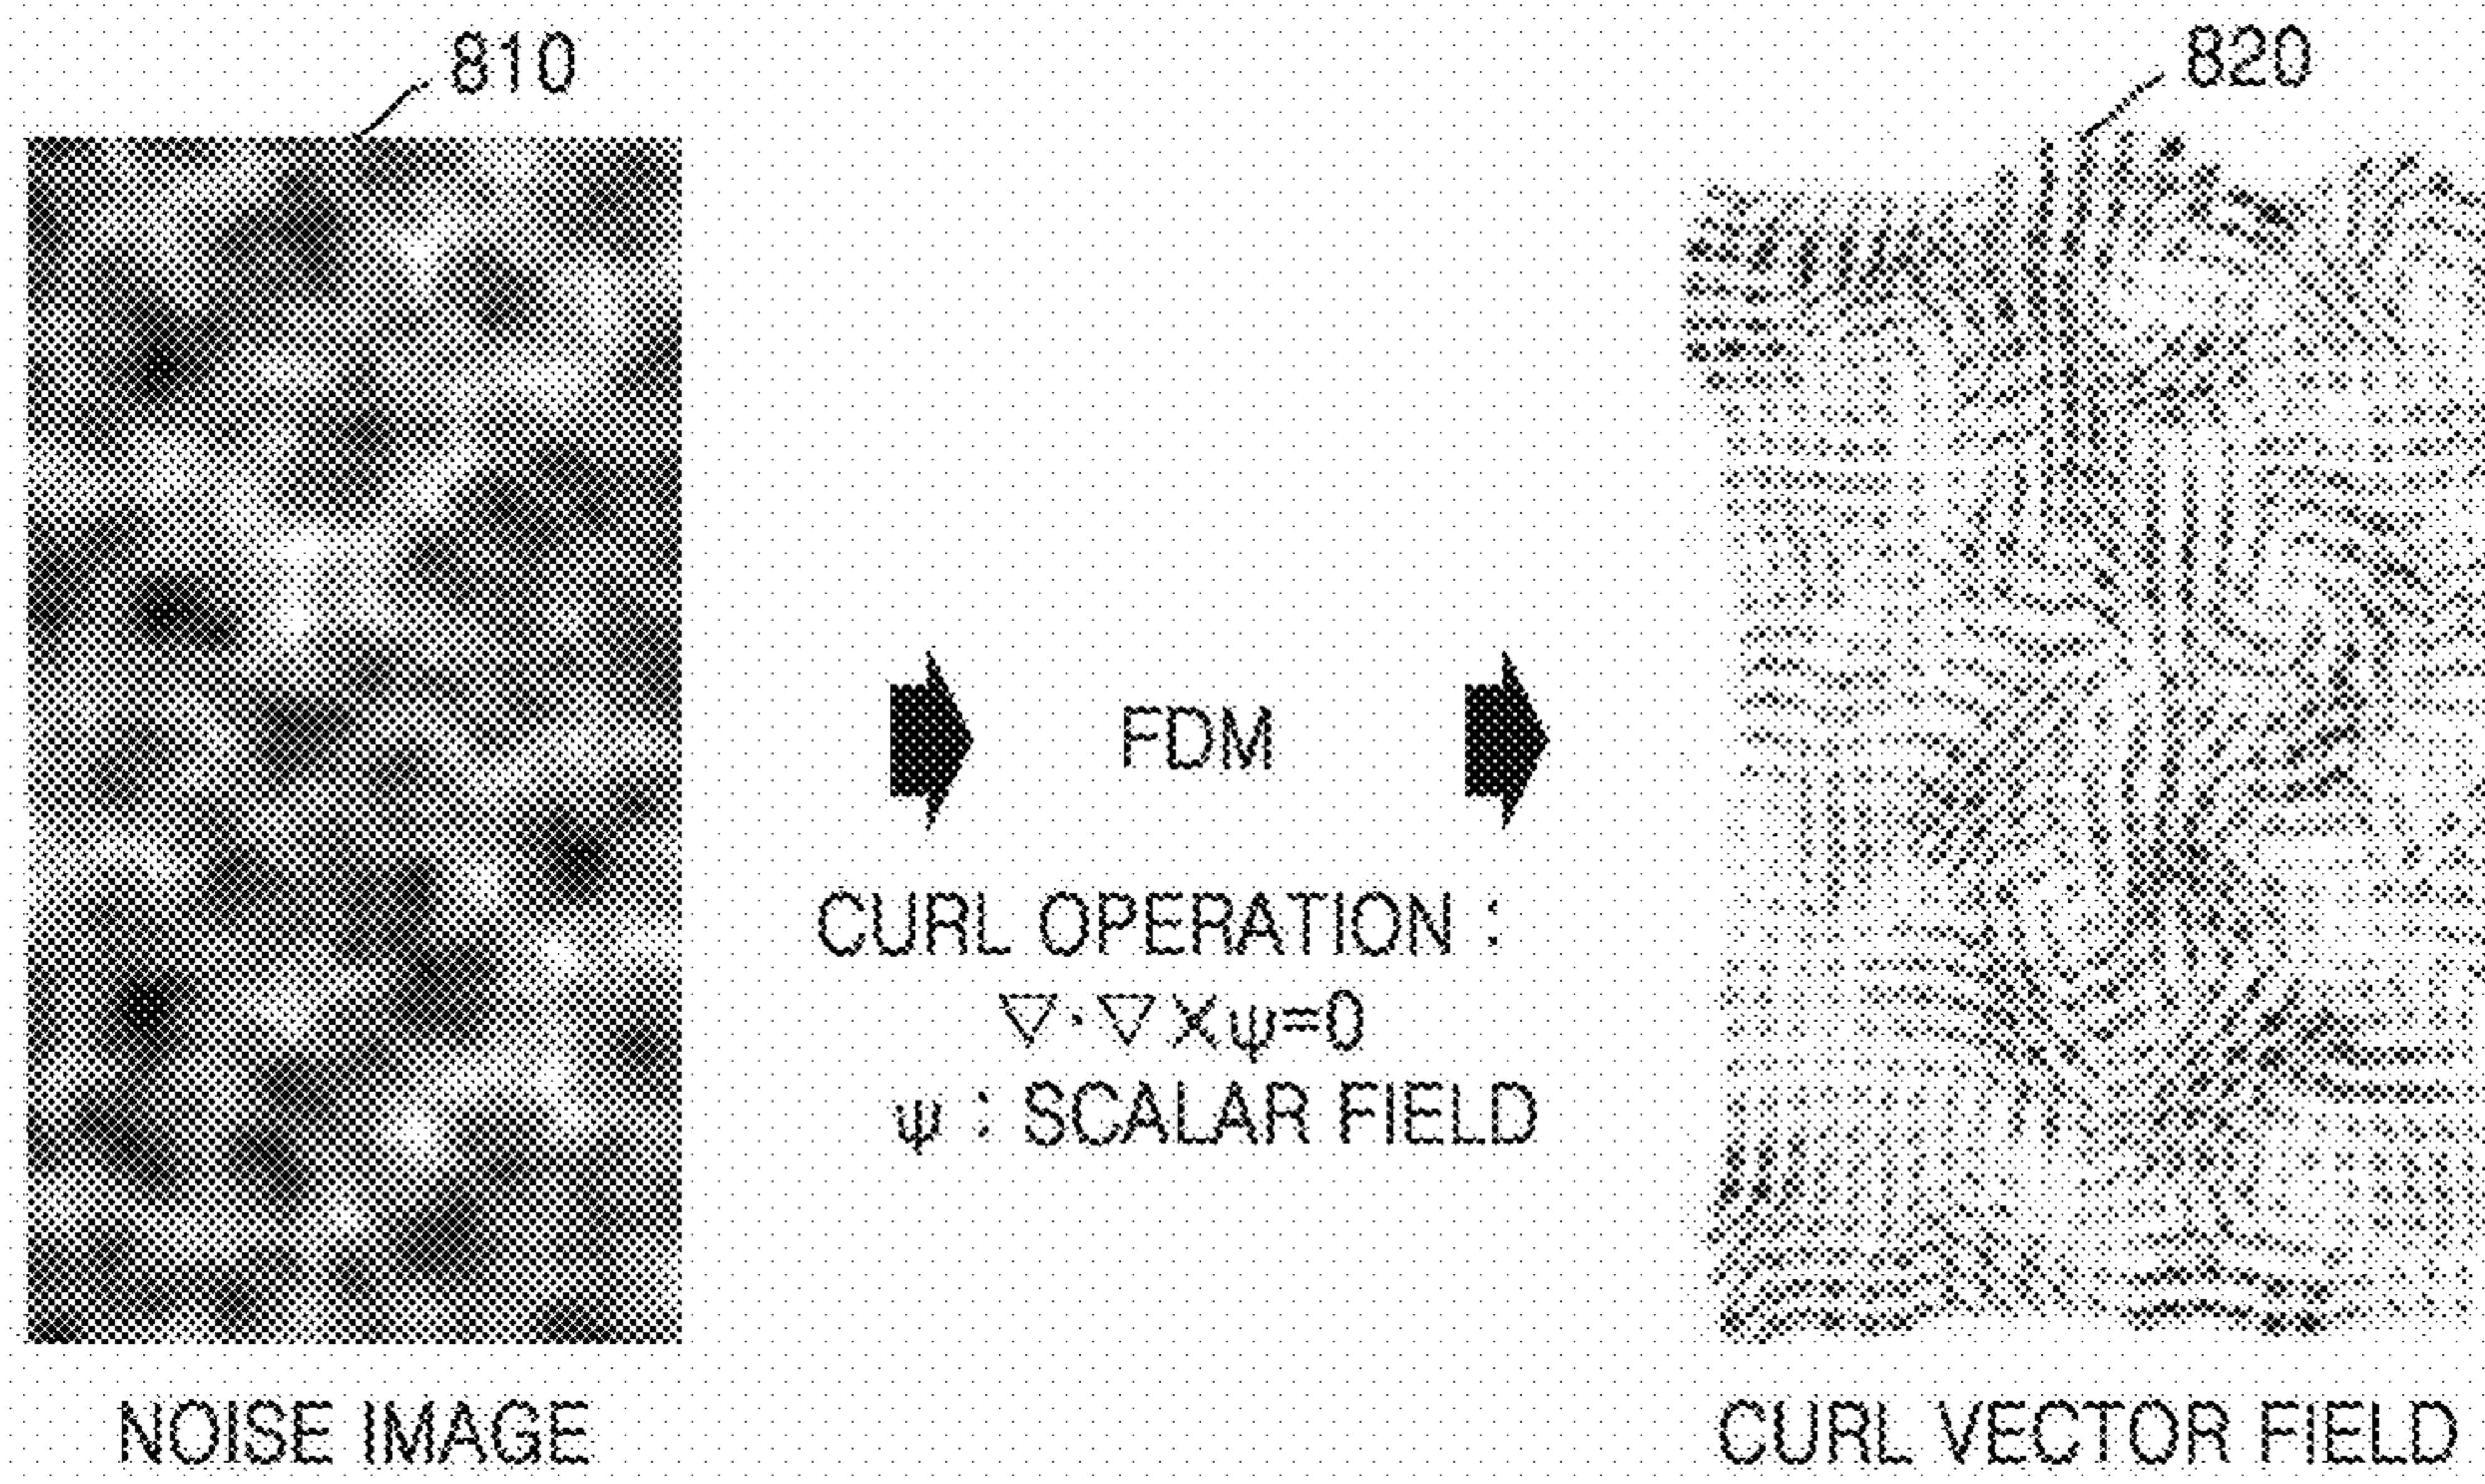 810
820
FDM
CURL OPERATION :
▽·▽×ψ=0
ψ : SCALAR FIELD
NOISE IMAGE
CURL VECTOR FIELD